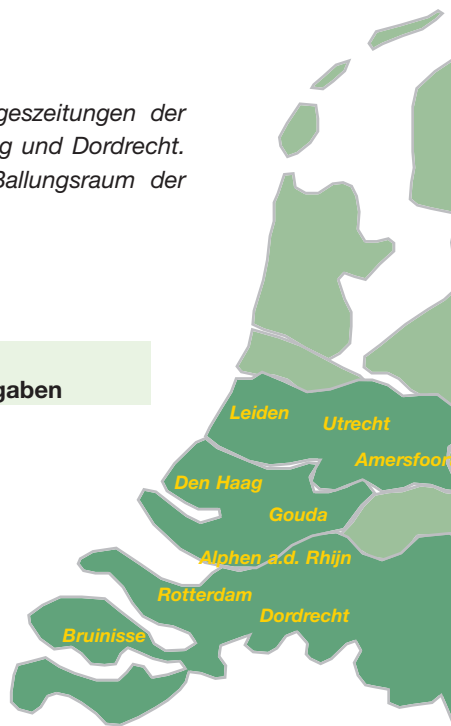 geszeitungen der
g und Dordrecht.
Ballungsraum der
gaben
Leiden
Utrecht
Amersfoor
Den Haag
Gouda
Alphen a.d. Rhijn
Rotterdam
Dordrecht
Bruinisse